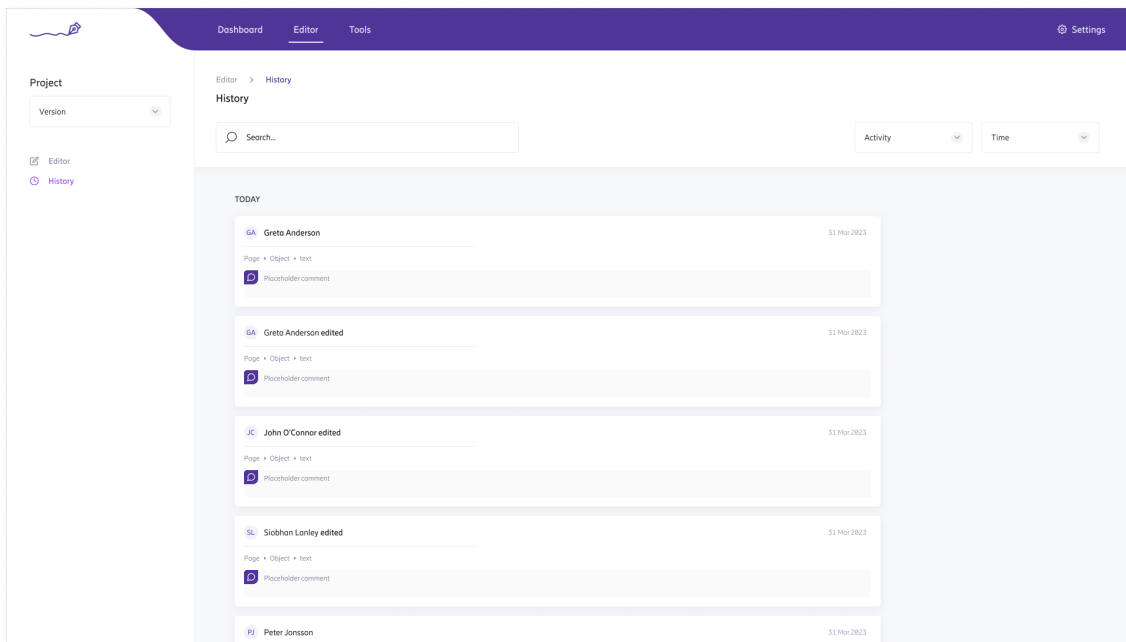 Dashboard Editor Tools Settings
Project
Version
Editor
History
Editor > History
History
Search...
Activity
Time
TODAY
GA Greta Anderson 31 Mar 2023
Page ▸ Object ▸ text
Placeholder comment
GA Greta Anderson edited 31 Mar 2023
Page ▸ Object ▸ text
Placeholder comment
JC John O'Connor edited 31 Mar 2023
Page ▸ Object ▸ text
Placeholder comment
SL Siobhan Lanley edited 31 Mar 2023
Page ▸ Object ▸ text
Placeholder comment
PJ Peter Jonsson 31 Mar 2023